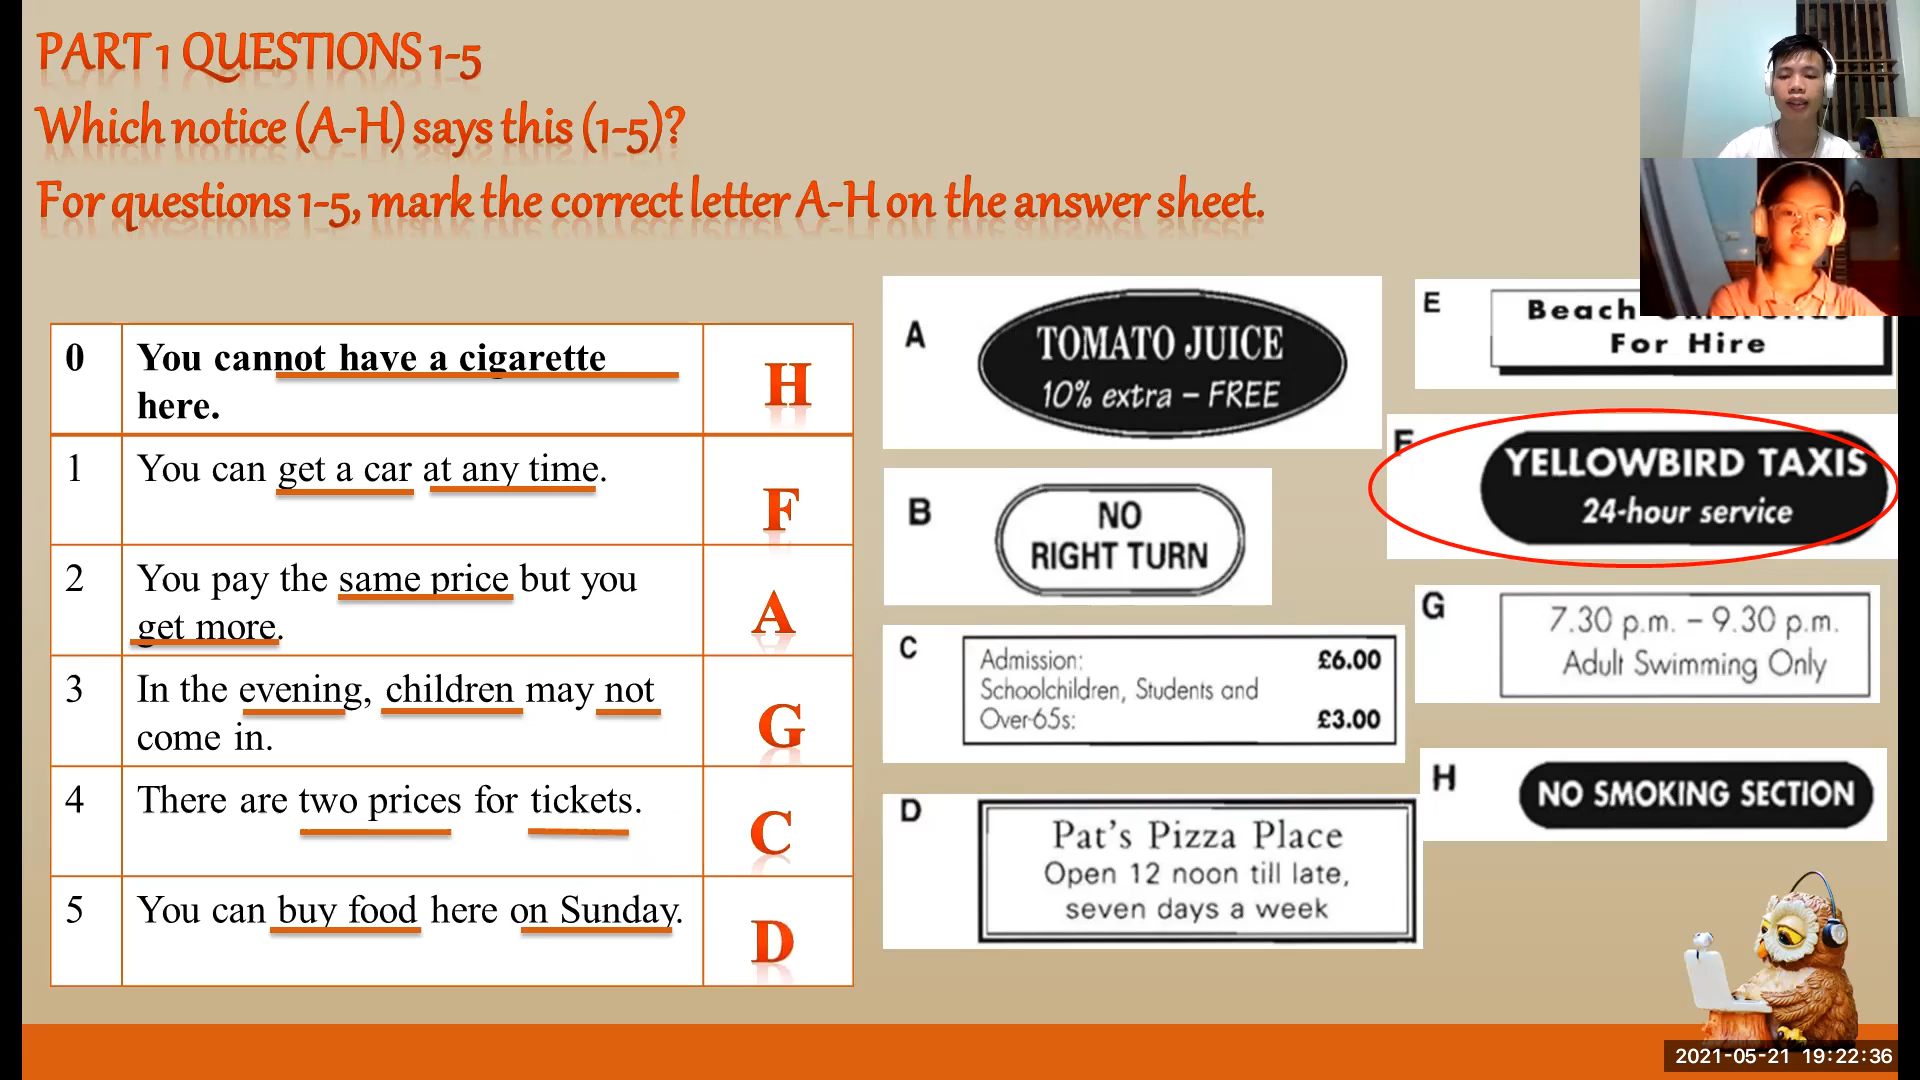 PART 1 QUESTIONS 1-5
Which notice (A-H) says this (1-5)?
For questions 1-5, mark the correct letter A-H on the answer sheet.
0 You cannot have a cigarette
here. H
1 You can get a car at any time. F
2 You pay the same price but you
get more. A
3 In the evening, children may not
come in. G
4 There are two prices for tickets. C
5 You can buy food here on Sunday. D
A
TOMATO JUICE
10% extra – FREE
B
NO
RIGHT TURN
C
Admission: £6.00
Schoolchildren, Students and
Over-65s: £3.00
D
Pat's Pizza Place
Open 12 noon till late,
seven days a week
E
Beach
For Hire
F
YELLOWBIRD TAXIS
24-hour service
G
7.30 p.m. – 9.30 p.m.
Adult Swimming Only
H
NO SMOKING SECTION
2021-05-21 19:22:36